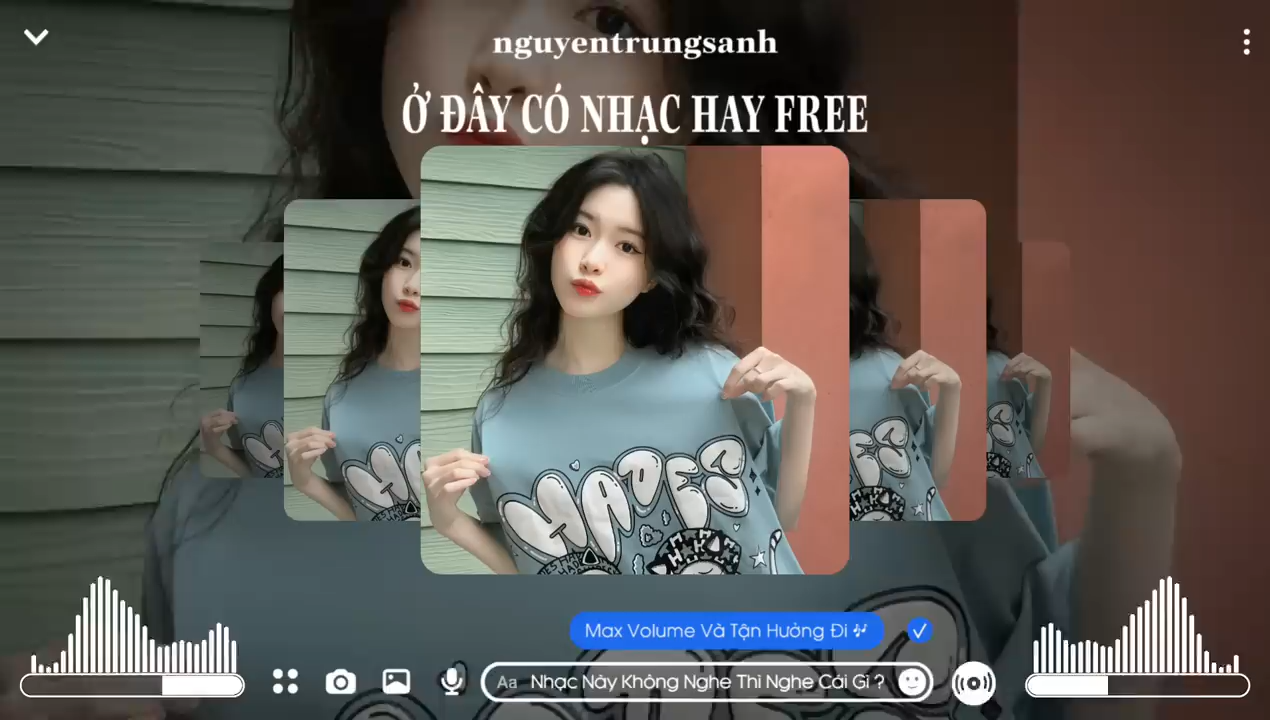 nguyentrungsanh
Ở ĐÂY CÓ NHẠC HAY FREE
HADES
Max Volume Và Tận Hưởng Đi
Aa Nhạc Này Không Nghe Thì Nghe Cái Gì ?